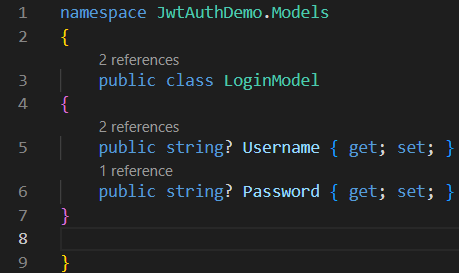 1 namespace JwtAuthDemo.Models
2 {
2 references
3 public class LoginModel
4 {
2 references
5 public string? Username { get; set; }
1 reference
6 public string? Password { get; set; }
7 }
8
9 }